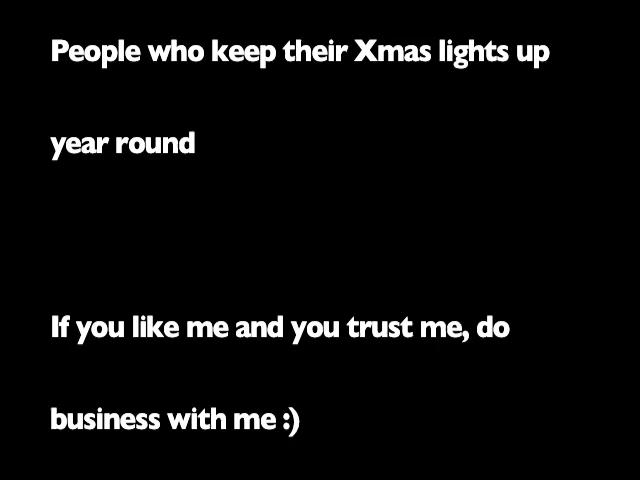 People who keep their Xmas lights up
year round
If you like me and you trust me, do
business with me :)